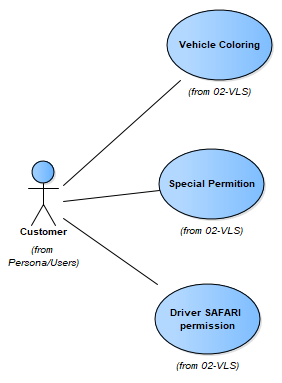 Vehicle Coloring
(from 02-VLS)
Special Permition
(from 02-VLS)
Customer
(from
Persona/Users)
Driver SAFARI
permission
(from 02-VLS)